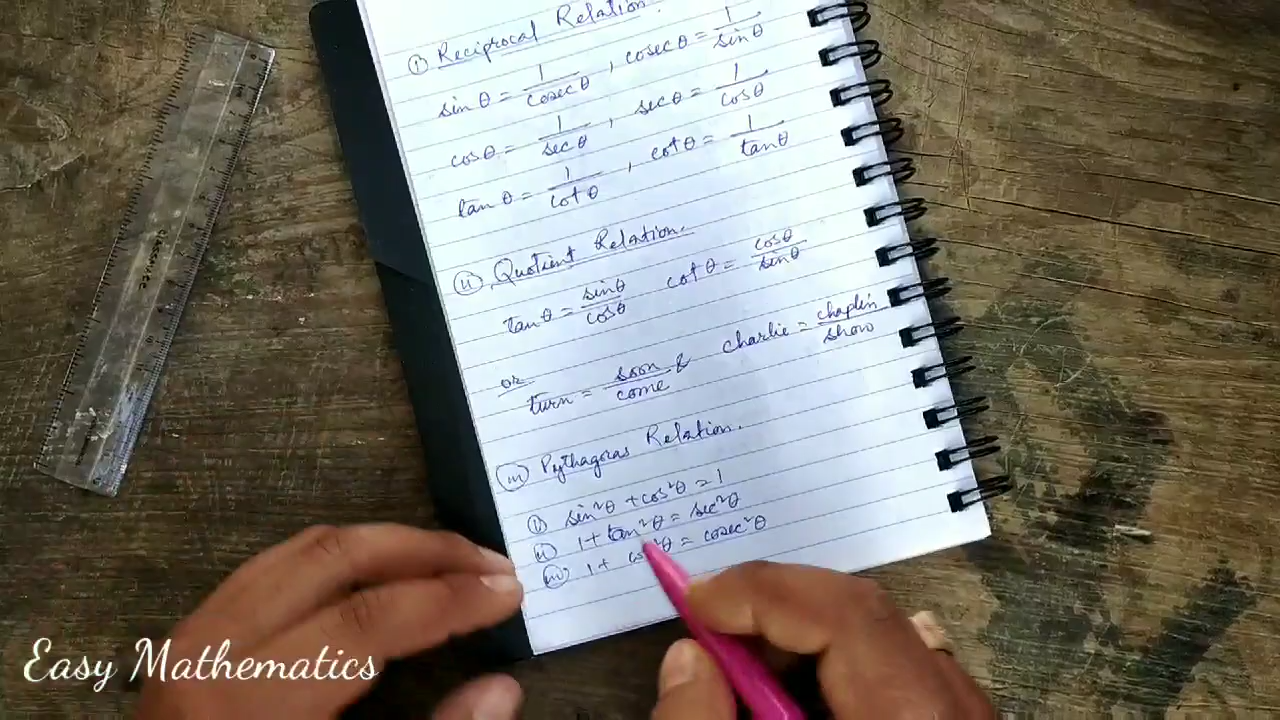 (i) Reciprocal Relation.
sin θ = 1/cosec θ , cosec θ = 1/sin θ
cos θ = 1/sec θ , sec θ = 1/cos θ
tan θ = 1/cot θ , cot θ = 1/tan θ
(ii) Quotient Relation.
tan θ = sin θ/cos θ cot θ = cos θ/sin θ
or turn = soon/come & charlie = chaplin/show
(iii) Pythagoras Relation.
(i) sin²θ + cos²θ = 1
(ii) 1 + tan²θ = sec²θ
(iii) 1 + cot²θ = cosec²θ
Easy Mathematics